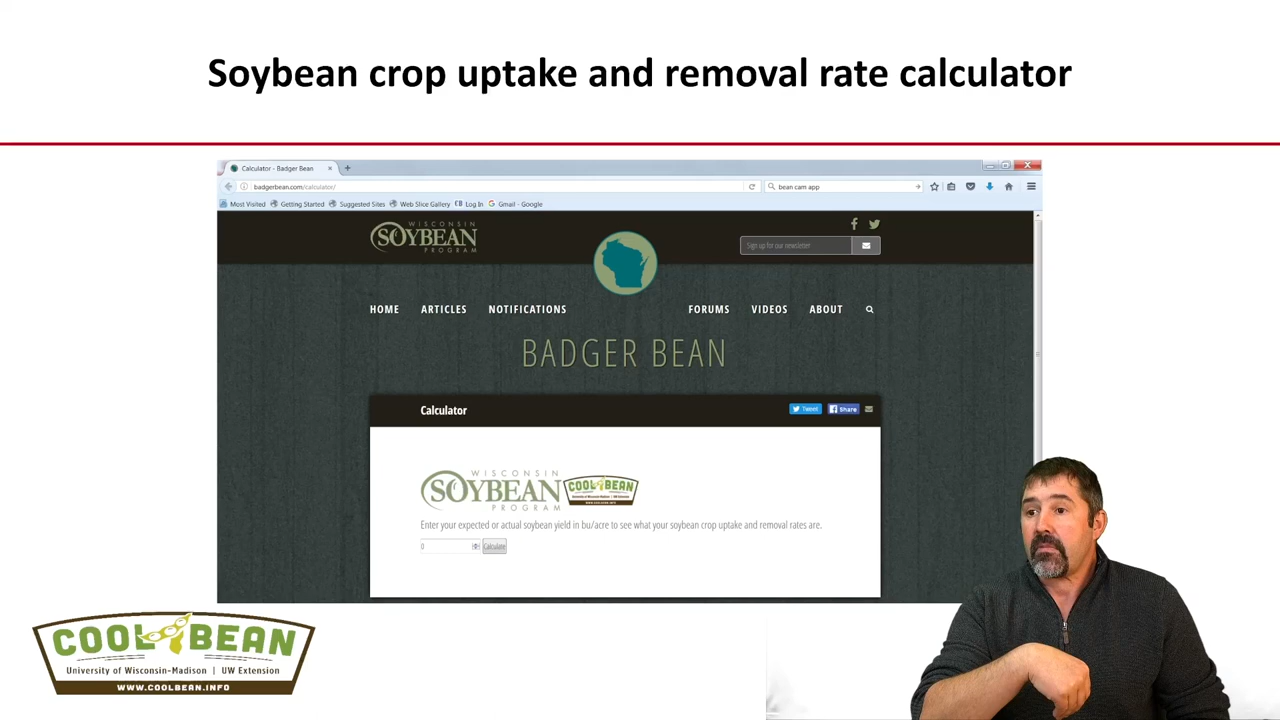 Soybean crop uptake and removal rate calculator
Calculator - Badger Bean
badgerbean.com/calculator/
bean cam app
Most Visited Getting Started Suggested Sites Web Slice Gallery Log In Gmail - Google
WISCONSIN
SOYBEAN
PROGRAM
Sign up for our newsletter
HOME ARTICLES NOTIFICATIONS FORUMS VIDEOS ABOUT
BADGER BEAN
Calculator
Tweet Share
WISCONSIN
SOYBEAN
PROGRAM
COOL BEAN
Enter your expected or actual soybean yield in bu/acre to see what your soybean crop uptake and removal rates are.
0 Calculate
COOL BEAN
University of Wisconsin-Madison | UW Extension
WWW.COOLBEAN.INFO